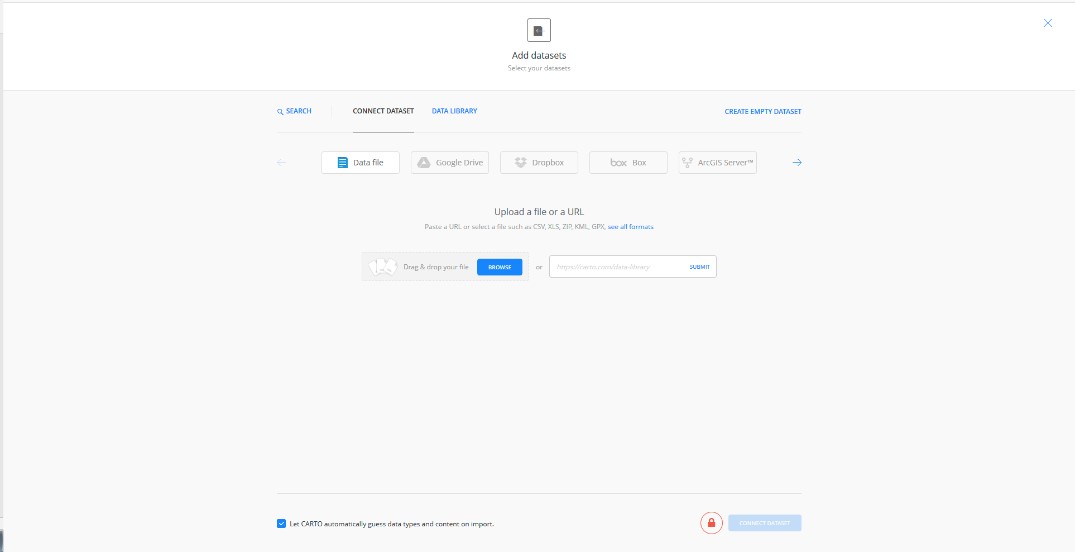 Add datasets
Select your datasets
SEARCH
CONNECT DATASET
DATA LIBRARY
CREATE EMPTY DATASET
Data file
Google Drive
Dropbox
box Box
ArcGIS Server™
Upload a file or a URL
Paste a URL or select a file such as CSV, XLS, ZIP, KML, GPX, see all formats.
Drag & drop your file
BROWSE
or
https://carto.com/data-library
SUBMIT
Let CARTO automatically guess data types and content on import.
CONNECT DATASET